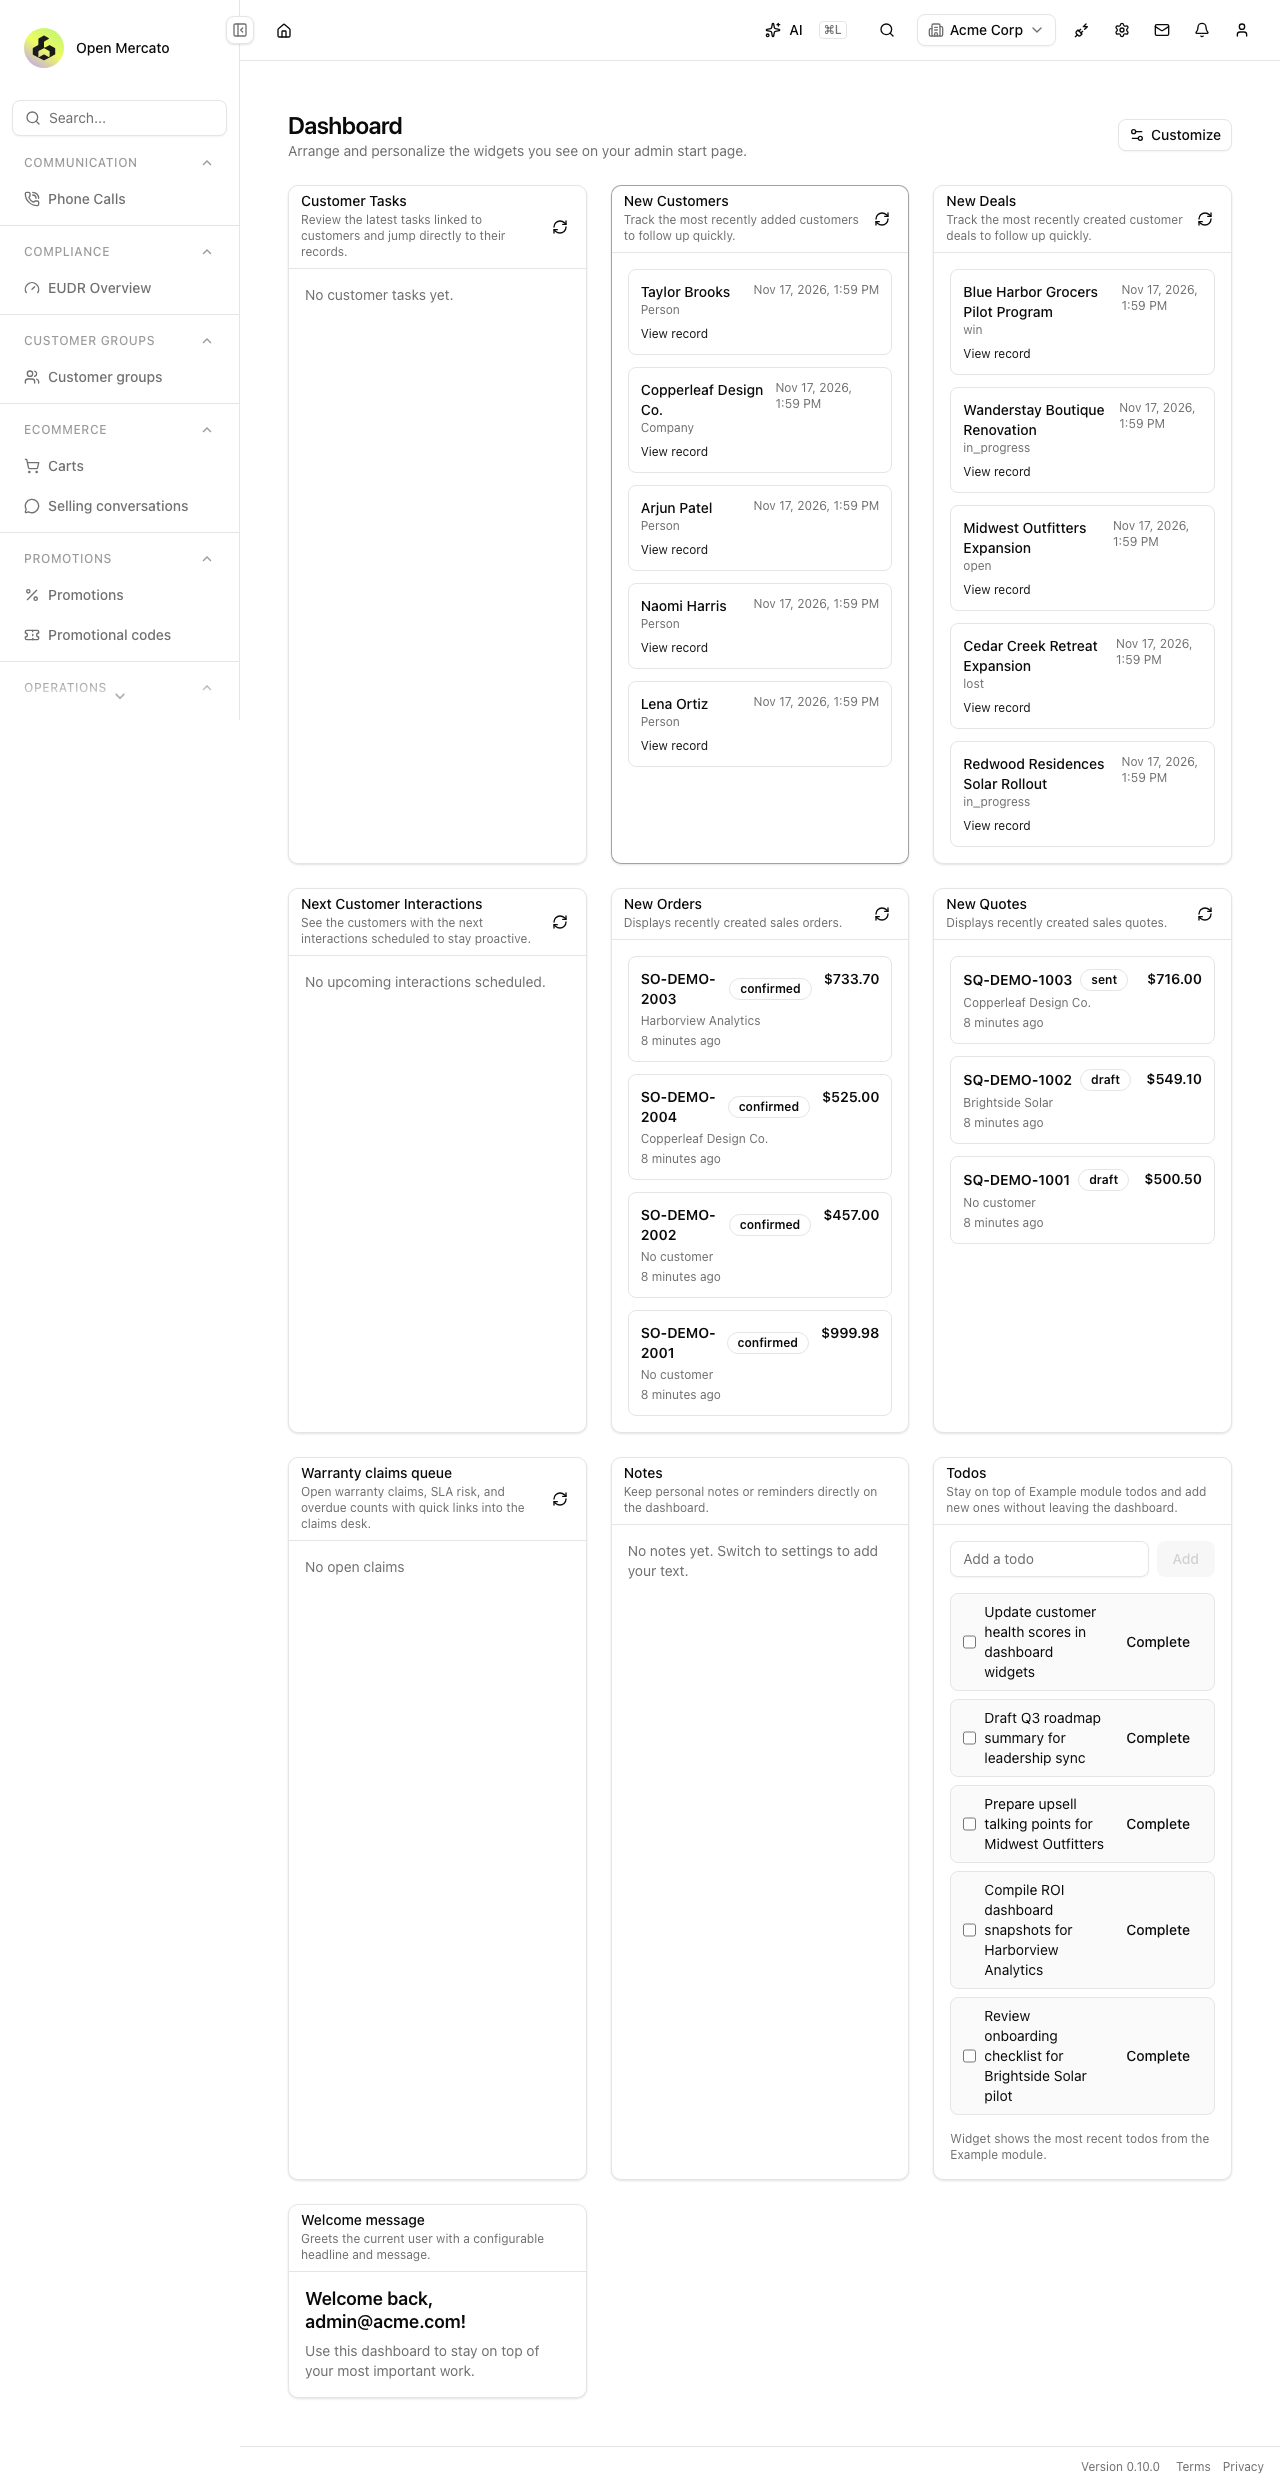 Open Mercato
AI
⌘L
Acme Corp
Search...
COMMUNICATION
Phone Calls
COMPLIANCE
EUDR Overview
CUSTOMER GROUPS
Customer groups
ECOMMERCE
Carts
Selling conversations
PROMOTIONS
Promotions
Promotional codes
OPERATIONS
Dashboard
Arrange and personalize the widgets you see on your admin start page.
Customize
Customer Tasks
Review the latest tasks linked to
customers and jump directly to their
records.
No customer tasks yet.
New Customers
Track the most recently added customers
to follow up quickly.
Taylor Brooks
Nov 17, 2026, 1:59 PM
Person
View record
Copperleaf Design
Co.
Nov 17, 2026,
1:59 PM
Company
View record
Arjun Patel
Nov 17, 2026, 1:59 PM
Person
View record
Naomi Harris
Nov 17, 2026, 1:59 PM
Person
View record
Lena Ortiz
Nov 17, 2026, 1:59 PM
Person
View record
New Deals
Track the most recently created customer
deals to follow up quickly.
Blue Harbor Grocers
Pilot Program
Nov 17, 2026,
1:59 PM
win
View record
Wanderstay Boutique
Renovation
Nov 17, 2026,
1:59 PM
in_progress
View record
Midwest Outfitters
Expansion
Nov 17, 2026,
1:59 PM
open
View record
Cedar Creek Retreat
Expansion
Nov 17, 2026,
1:59 PM
lost
View record
Redwood Residences
Solar Rollout
Nov 17, 2026,
1:59 PM
in_progress
View record
Next Customer Interactions
See the customers with the next
interactions scheduled to stay proactive.
No upcoming interactions scheduled.
New Orders
Displays recently created sales orders.
SO-DEMO-
2003
confirmed
$733.70
Harborview Analytics
8 minutes ago
SO-DEMO-
2004
confirmed
$525.00
Copperleaf Design Co.
8 minutes ago
SO-DEMO-
2002
confirmed
$457.00
No customer
8 minutes ago
SO-DEMO-
2001
confirmed
$999.98
No customer
8 minutes ago
New Quotes
Displays recently created sales quotes.
SQ-DEMO-1003
sent
$716.00
Copperleaf Design Co.
8 minutes ago
SQ-DEMO-1002
draft
$549.10
Brightside Solar
8 minutes ago
SQ-DEMO-1001
draft
$500.50
No customer
8 minutes ago
Warranty claims queue
Open warranty claims, SLA risk, and
overdue counts with quick links into the
claims desk.
No open claims
Notes
Keep personal notes or reminders directly on
the dashboard.
No notes yet. Switch to settings to add
your text.
Todos
Stay on top of Example module todos and add
new ones without leaving the dashboard.
Add a todo
Add
Update customer
health scores in
dashboard
widgets
Complete
Draft Q3 roadmap
summary for
leadership sync
Complete
Prepare upsell
talking points for
Midwest Outfitters
Complete
Compile ROI
dashboard
snapshots for
Harborview
Analytics
Complete
Review
onboarding
checklist for
Brightside Solar
pilot
Complete
Widget shows the most recent todos from the
Example module.
Welcome message
Greets the current user with a configurable
headline and message.
Welcome back,
admin@acme.com!
Use this dashboard to stay on top of
your most important work.
Version 0.10.0
Terms
Privacy